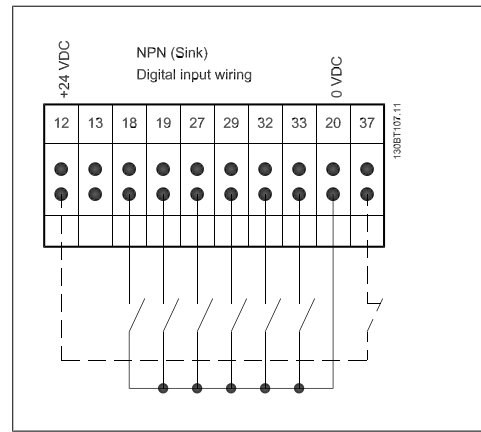 +24 VDC
NPN (Sink)
Digital input wiring
0 VDC
12 13 18 19 27 29 32 33 20 37
130BT107.11